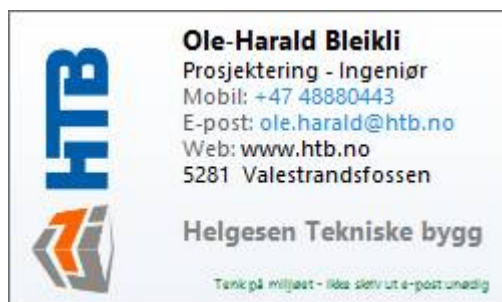 HTB
Ole-Harald Bleikli
Prosjektering - Ingeniør
Mobil: +47 48880443
E-post: ole.harald@htb.no
Web: www.htb.no
5281 Valestrandsfossen
Helgesen Tekniske bygg
Tenk på miljøet - ikke skriv ut e-post unødig